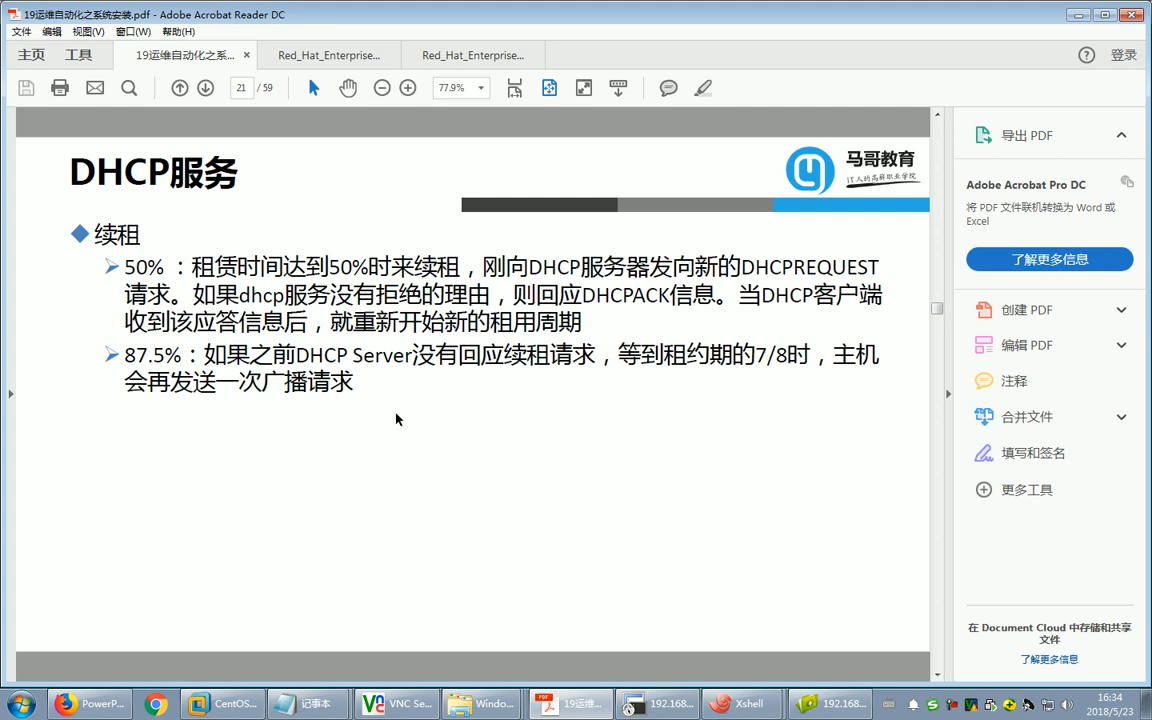 19运维自动化之系统安装.pdf - Adobe Acrobat Reader DC
文件 编辑 视图(V) 窗口(W) 帮助(H)
主页 工具 19运维自动化之系... × Red_Hat_Enterprise... Red_Hat_Enterprise... 登录
21 / 59 77.9%
DHCP服务
马哥教育
IT人的高薪职业学院
续租
50% ：租赁时间达到50%时来续租，刚向DHCP服务器发向新的DHCPREQUEST
请求。如果dhcp服务没有拒绝的理由，则回应DHCPACK信息。当DHCP客户端
收到该应答信息后，就重新开始新的租用周期
87.5%：如果之前DHCP Server没有回应续租请求，等到租约期的7/8时，主机
会再发送一次广播请求
导出 PDF
Adobe Acrobat Pro DC
将 PDF 文件联机转换为 Word 或
Excel
了解更多信息
创建 PDF
编辑 PDF
注释
合并文件
填写和签名
更多工具
在 Document Cloud 中存储和共享
文件
了解更多信息
PowerP... CentOS... 记事本 VNC Se... Windo... 19运维... 192.168... Xshell 192.168...
16:34
2018/5/23